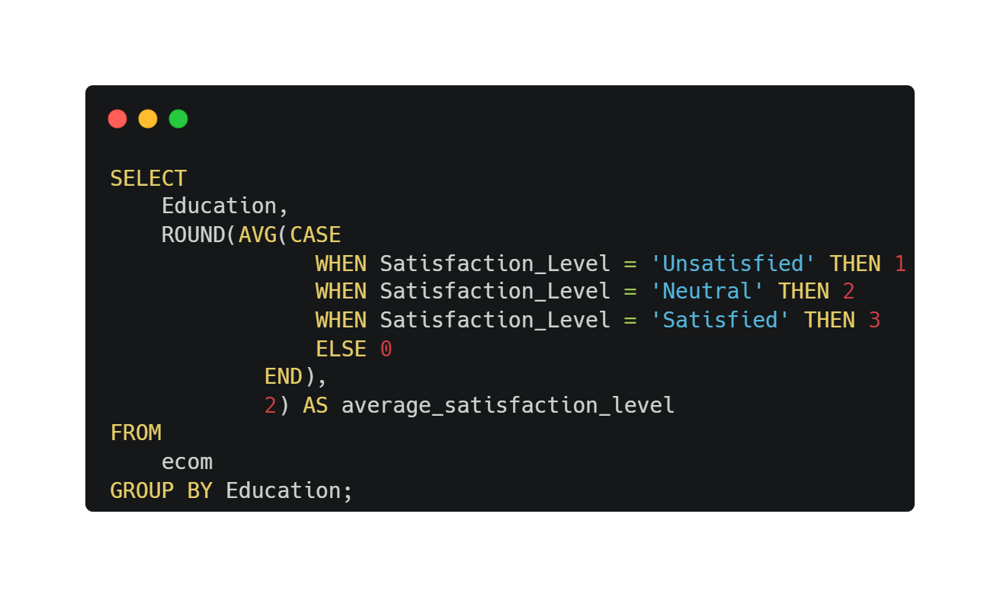 SELECT
    Education,
    ROUND(AVG(CASE
                WHEN Satisfaction_Level = 'Unsatisfied' THEN 1
                WHEN Satisfaction_Level = 'Neutral' THEN 2
                WHEN Satisfaction_Level = 'Satisfied' THEN 3
                ELSE 0
            END),
            2) AS average_satisfaction_level
FROM
    ecom
GROUP BY Education;